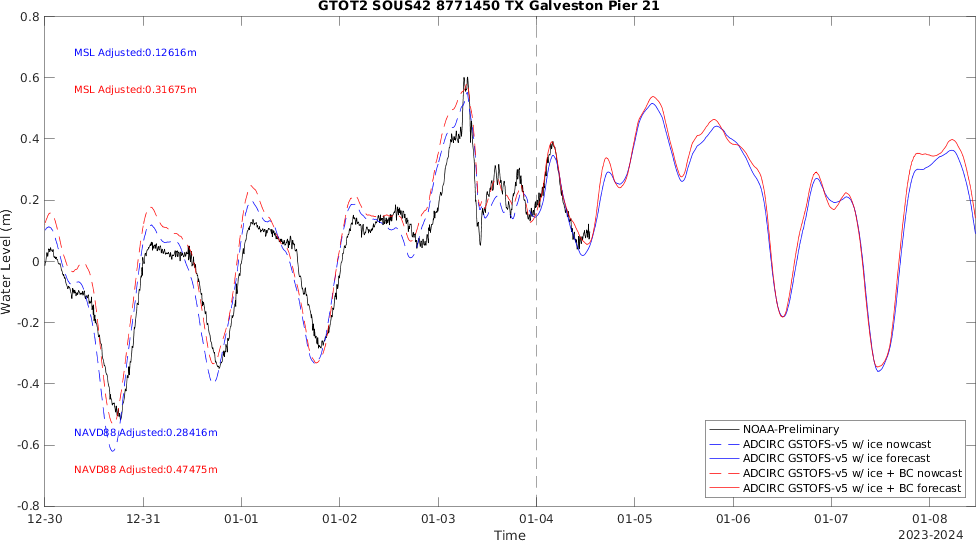 GTOT2 SOUS42 8771450 TX Galveston Pier 21
0.8
0.6
0.4
0.2
0
-0.2
-0.4
-0.6
-0.8
Water Level (m)
MSL Adjusted:0.12616m
MSL Adjusted:0.31675m
NAVD88 Adjusted:0.28416m
NAVD88 Adjusted:0.47475m
NOAA-Preliminary
ADCIRC GSTOFS-v5 w/ ice nowcast
ADCIRC GSTOFS-v5 w/ ice forecast
ADCIRC GSTOFS-v5 w/ ice + BC nowcast
ADCIRC GSTOFS-v5 w/ ice + BC forecast
12-30 12-31 01-01 01-02 01-03 01-04 01-05 01-06 01-07 01-08
Time
2023-2024